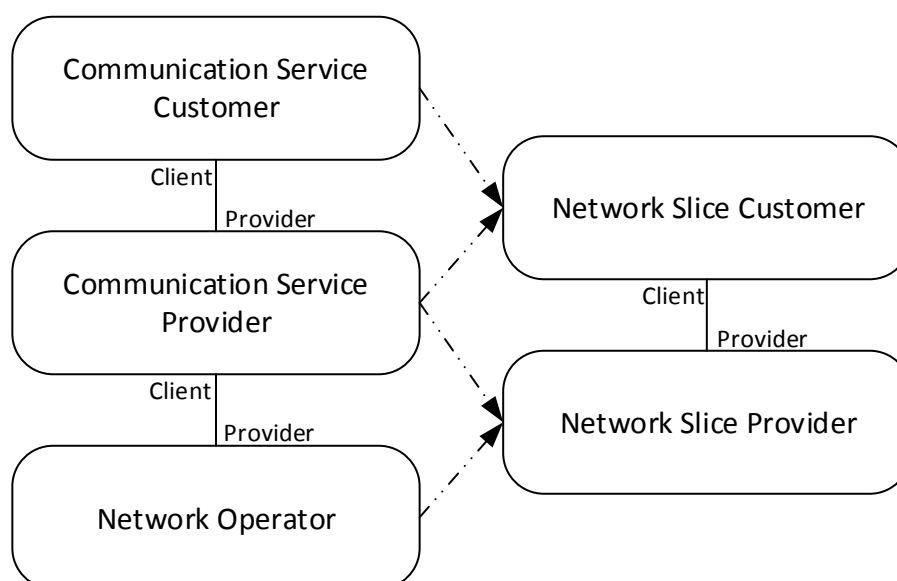 Communication Service
Customer
Client
Provider
Communication Service
Provider
Client
Provider
Network Operator
Network Slice Customer
Client
Provider
Network Slice Provider